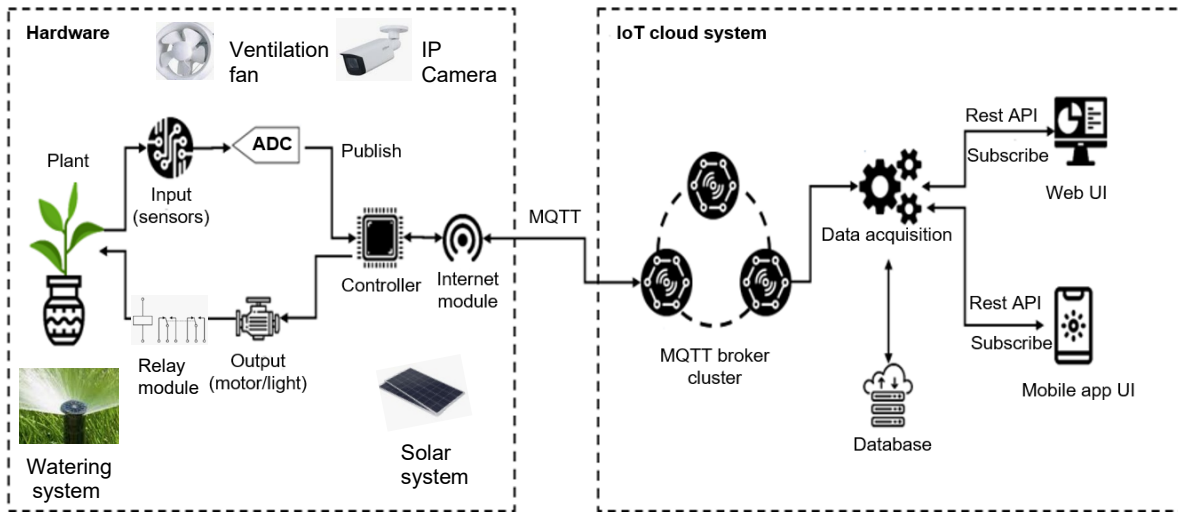 Hardware
Ventilation
fan
IP
Camera
ADC
Publish
Plant
Input
(sensors)
Controller
Internet
module
Relay
module
Output
(motor/light)
Watering
system
Solar
system
MQTT
IoT cloud system
Rest API
Subscribe
Web UI
Data acquisition
MQTT broker
cluster
Rest API
Subscribe
Mobile app UI
Database